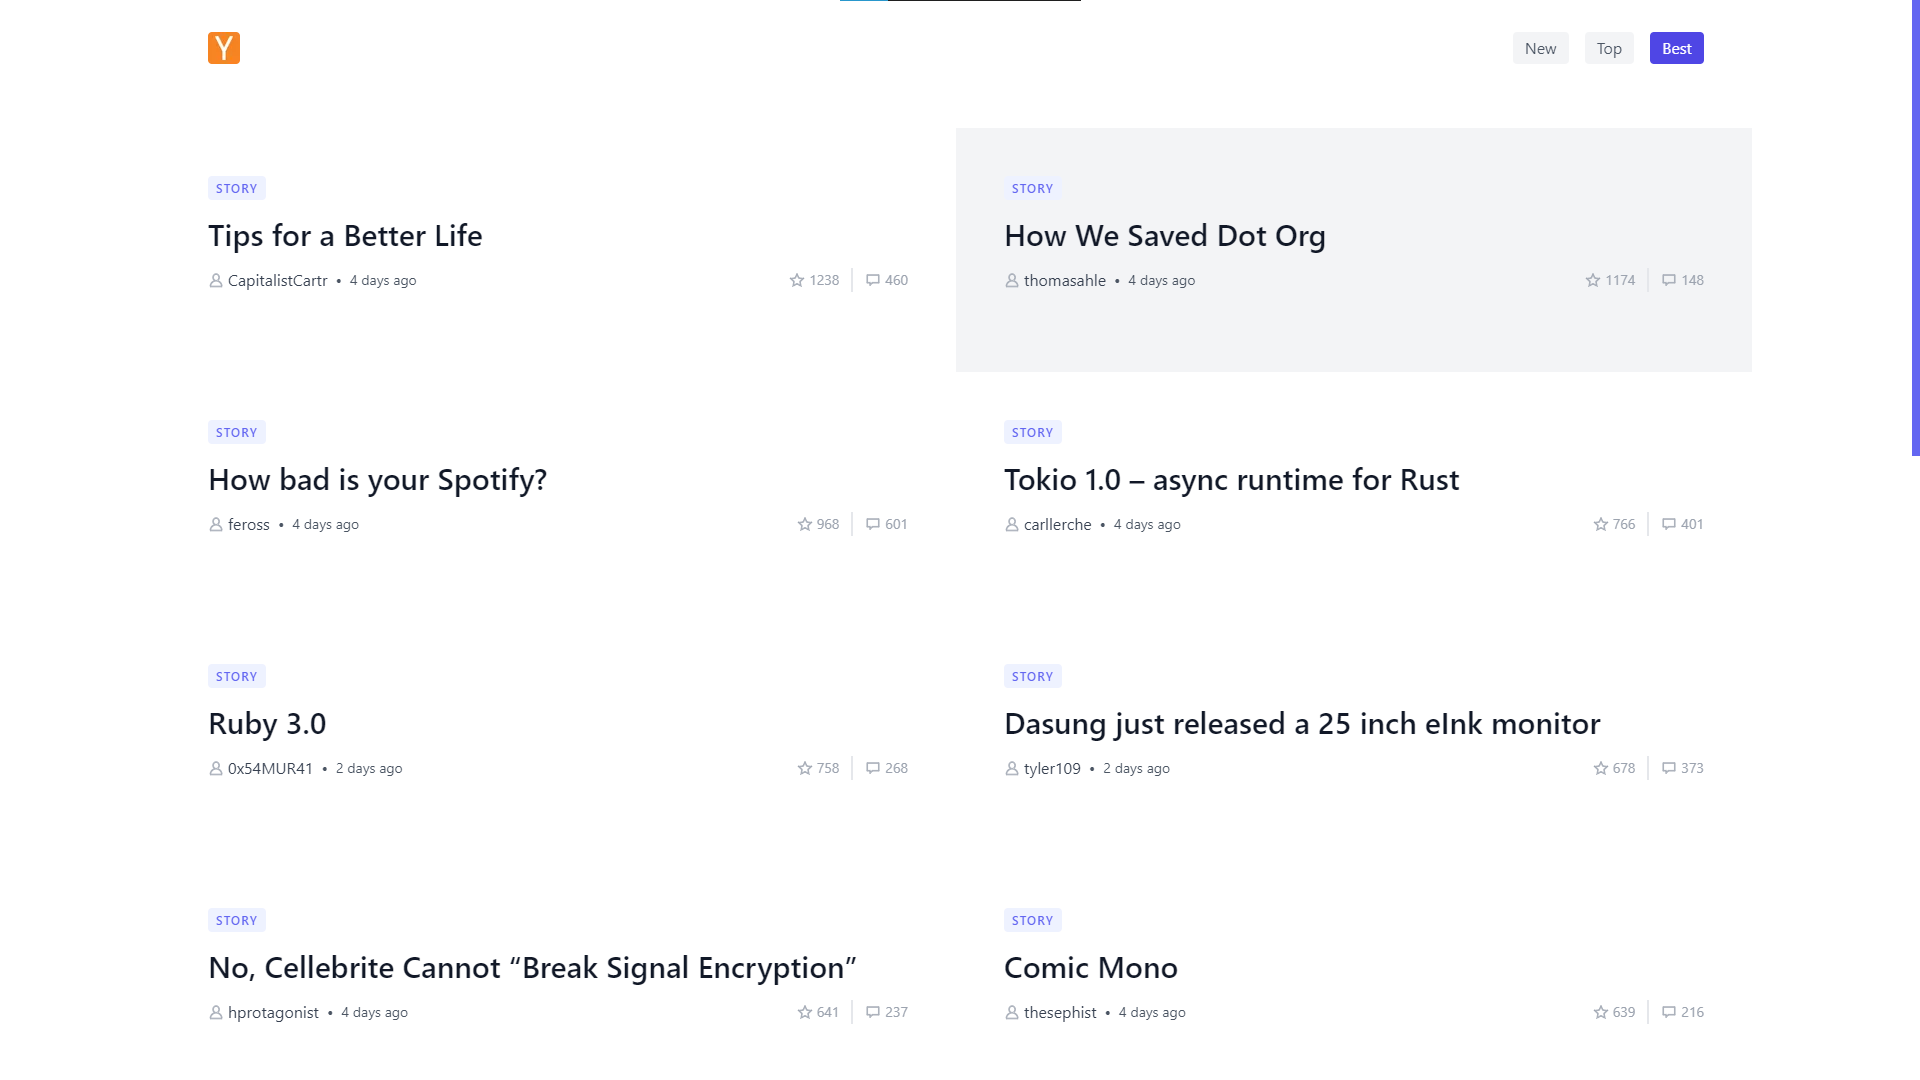 Y
New
Top
Best
STORY
Tips for a Better Life
CapitalistCartr • 4 days ago
1238
460
STORY
How We Saved Dot Org
thomasahle • 4 days ago
1174
148
STORY
How bad is your Spotify?
feross • 4 days ago
968
601
STORY
Tokio 1.0 – async runtime for Rust
carllerche • 4 days ago
766
401
STORY
Ruby 3.0
0x54MUR41 • 2 days ago
758
268
STORY
Dasung just released a 25 inch eInk monitor
tyler109 • 2 days ago
678
373
STORY
No, Cellebrite Cannot “Break Signal Encryption”
hprotagonist • 4 days ago
641
237
STORY
Comic Mono
thesephist • 4 days ago
639
216